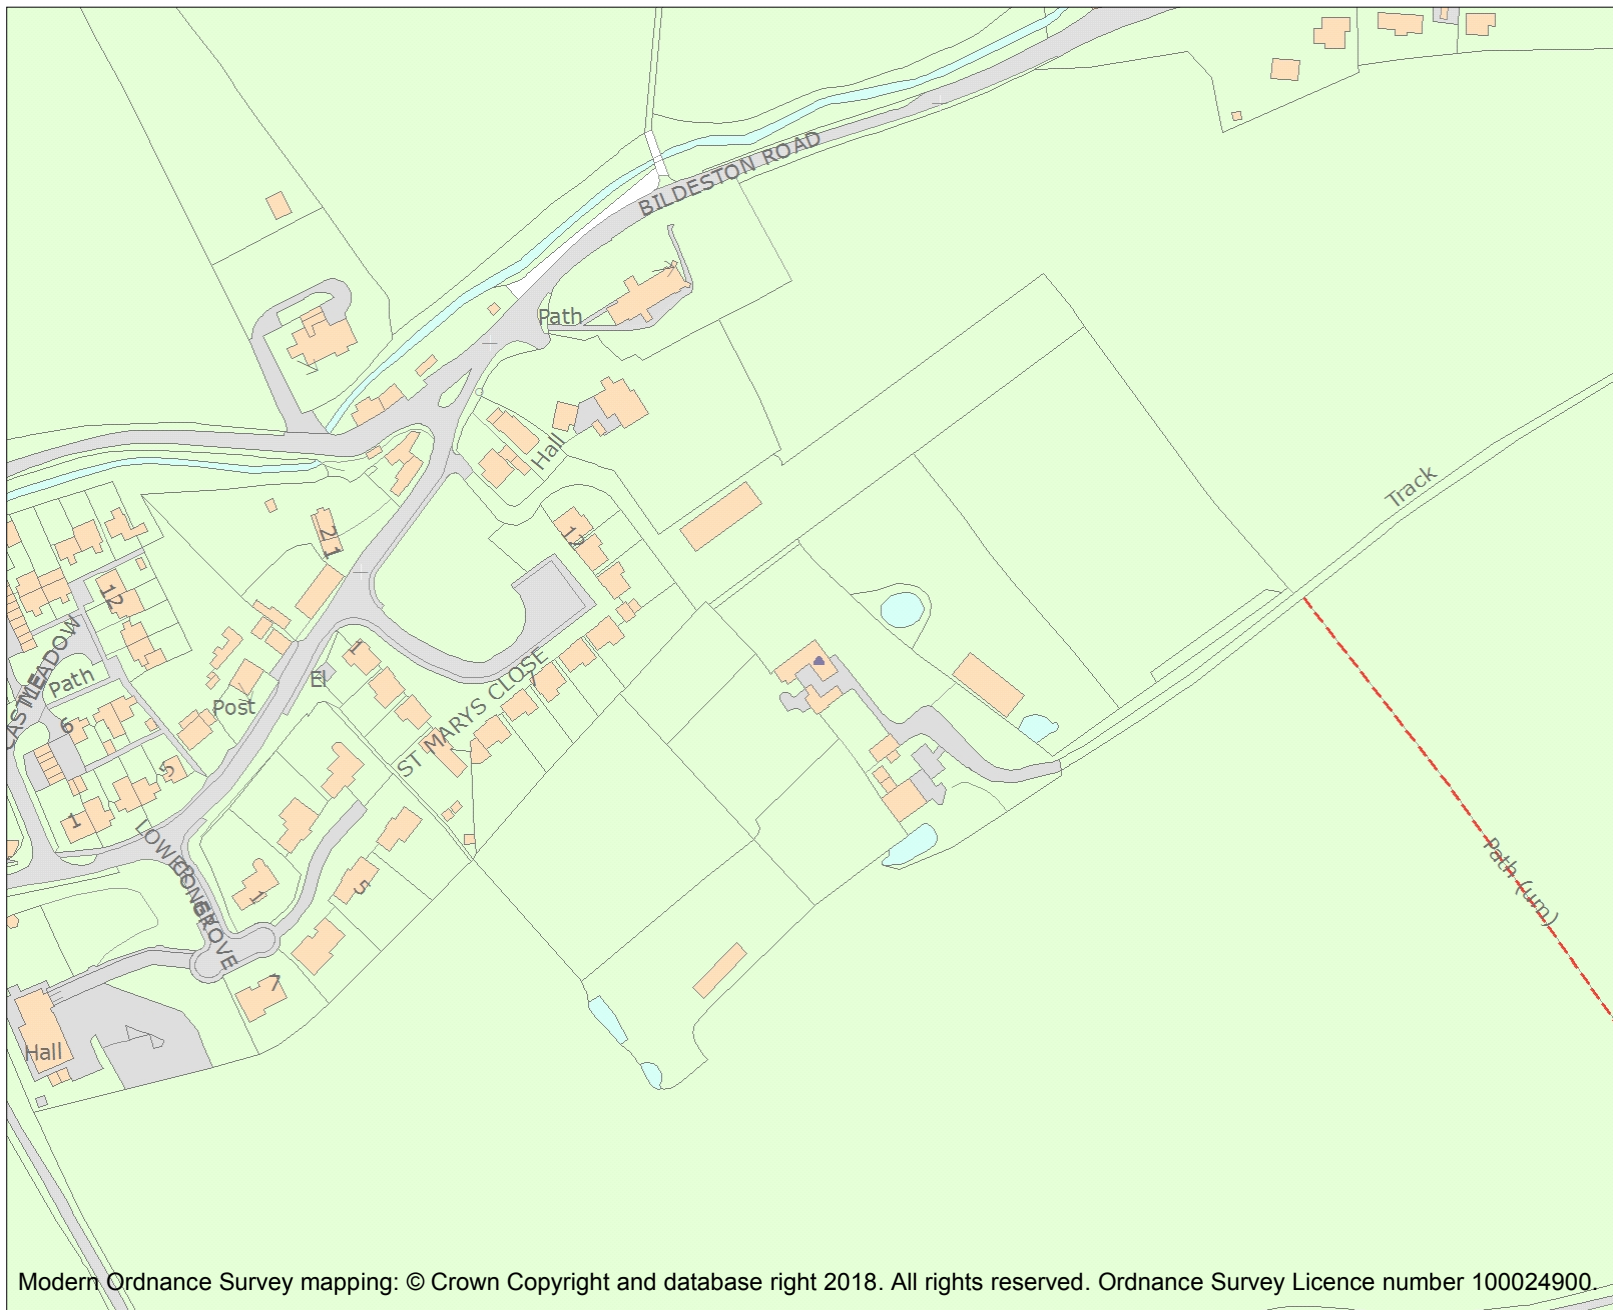 BILDESTON ROAD
Path
Hall
Track
12
21
12
CASTLE MEADOW
Path
1
El
7
Post
ST MARYS CLOSE
6
5
1
LOWER
GROVE
Path (um)
1
5
7
Hall
Modern Ordnance Survey mapping: © Crown Copyright and database right 2018. All rights reserved. Ordnance Survey Licence number 100024900.